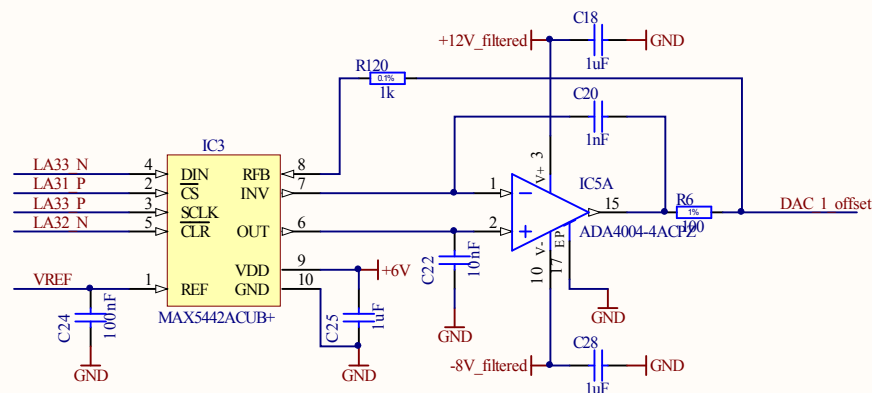 C18
+12V_filtered
GND
1uF
R120
0.1%
1k
C20
1nF
IC3
LA33_N
4
DIN
RFB
8
LA31_P
2
CS
INV
7
LA33_P
3
SCLK
LA32_N
5
CLR
OUT
6
VDD
9
+6V
GND
10
VREF
1
REF
MAX5442ACUB+
C24
100nF
GND
C25
1uF
GND
C22
10nF
GND
1
2
V+
3
IC5A
15
R6
1%
100
DAC_1_offset
ADA4004-4ACPZ
V-
10
EP
17
GND
-8V_filtered
C28
1uF
GND